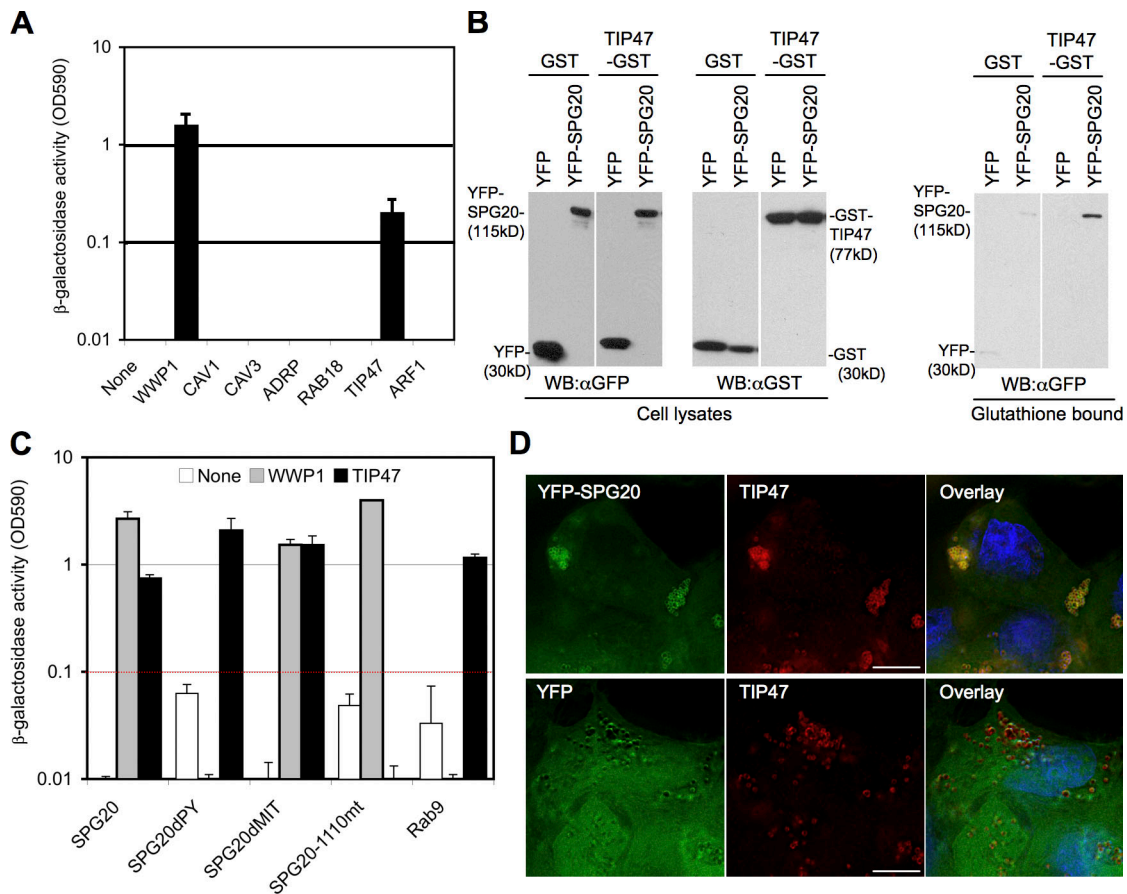 A
β-galactosidase activity (OD590)
10
1
0.1
0.01
None
WWP1
CAV1
CAV3
ADRP
RAB18
TIP47
ARF1
B
GST
TIP47
-GST
GST
TIP47
-GST
GST
TIP47
-GST
YFP
YFP-SPG20
YFP
YFP-SPG20
YFP
YFP-SPG20
YFP
YFP-SPG20
YFP
YFP-SPG20
YFP
YFP-SPG20
YFP-
SPG20-
(115kD)
YFP-
(30kD)
-GST-
TIP47
(77kD)
-GST
(30kD)
YFP-
SPG20-
(115kD)
YFP-
(30kD)
WB:αGFP
WB:αGST
WB:αGFP
Cell lysates
Glutathione bound
C
β-galactosidase activity (OD590)
10
1
0.1
0.01
None WWP1 TIP47
SPG20
SPG20dPY
SPG20dMIT
SPG20-1110mt
Rab9
D
YFP-SPG20
TIP47
Overlay
YFP
TIP47
Overlay